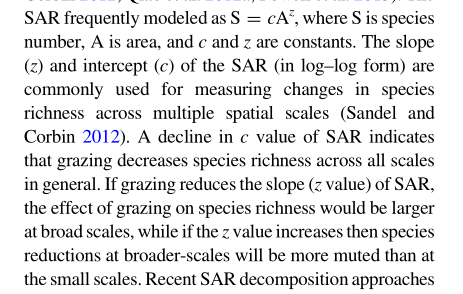 SAR frequently modeled as S = cAᶻ, where S is species
number, A is area, and c and z are constants. The slope
(z) and intercept (c) of the SAR (in log–log form) are
commonly used for measuring changes in species
richness across multiple spatial scales (Sandel and
Corbin 2012). A decline in c value of SAR indicates
that grazing decreases species richness across all scales
in general. If grazing reduces the slope (z value) of SAR,
the effect of grazing on species richness would be larger
at broad scales, while if the z value increases then species
reductions at broader-scales will be more muted than at
the small scales. Recent SAR decomposition approaches